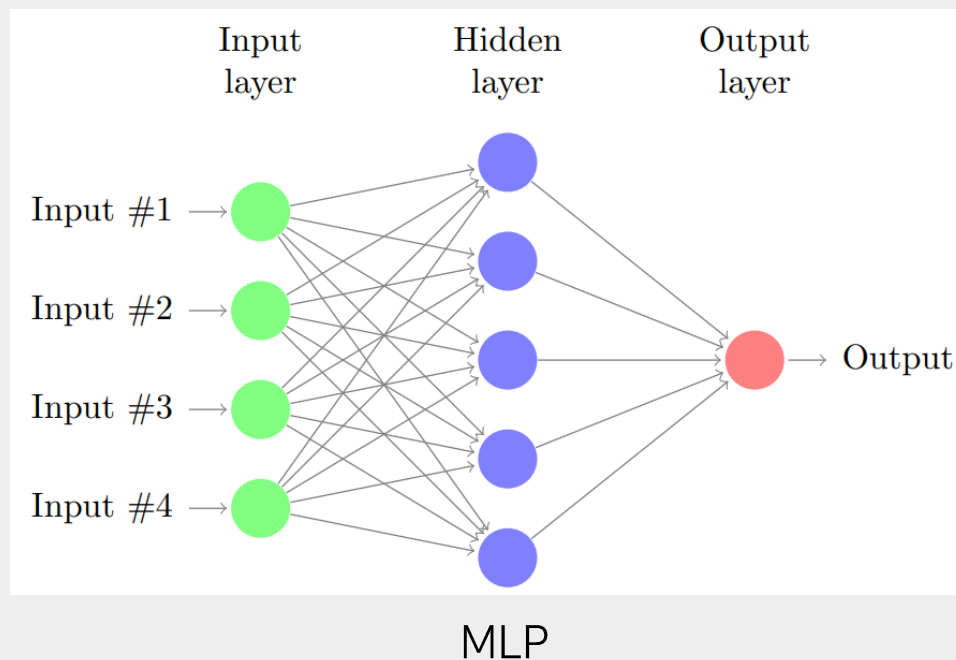 Input
layer
Hidden
layer
Output
layer
Input #1
Input #2
Input #3
Input #4
Output
MLP